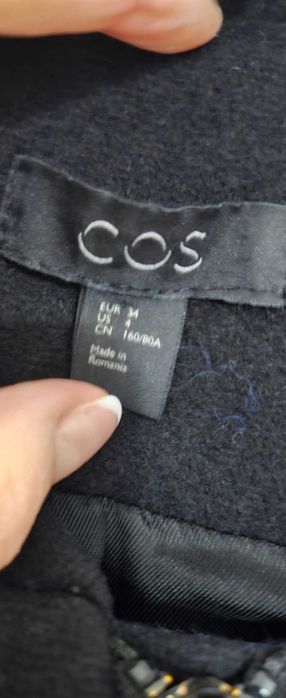 COS
EUR 34
US 4
CN 160/80A
Made in
Romania